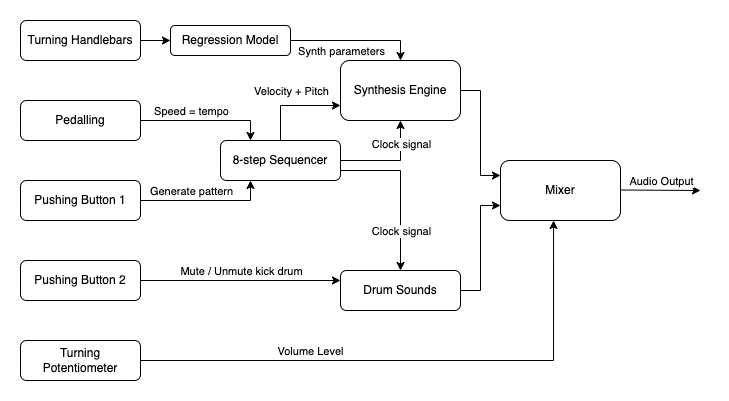 Turning Handlebars
Regression Model
Synth parameters
Velocity + Pitch
Synthesis Engine
Pedalling
Speed = tempo
Clock signal
8-step Sequencer
Pushing Button 1
Generate pattern
Mixer
Audio Output
Clock signal
Pushing Button 2
Mute / Unmute kick drum
Drum Sounds
Volume Level
Turning
Potentiometer